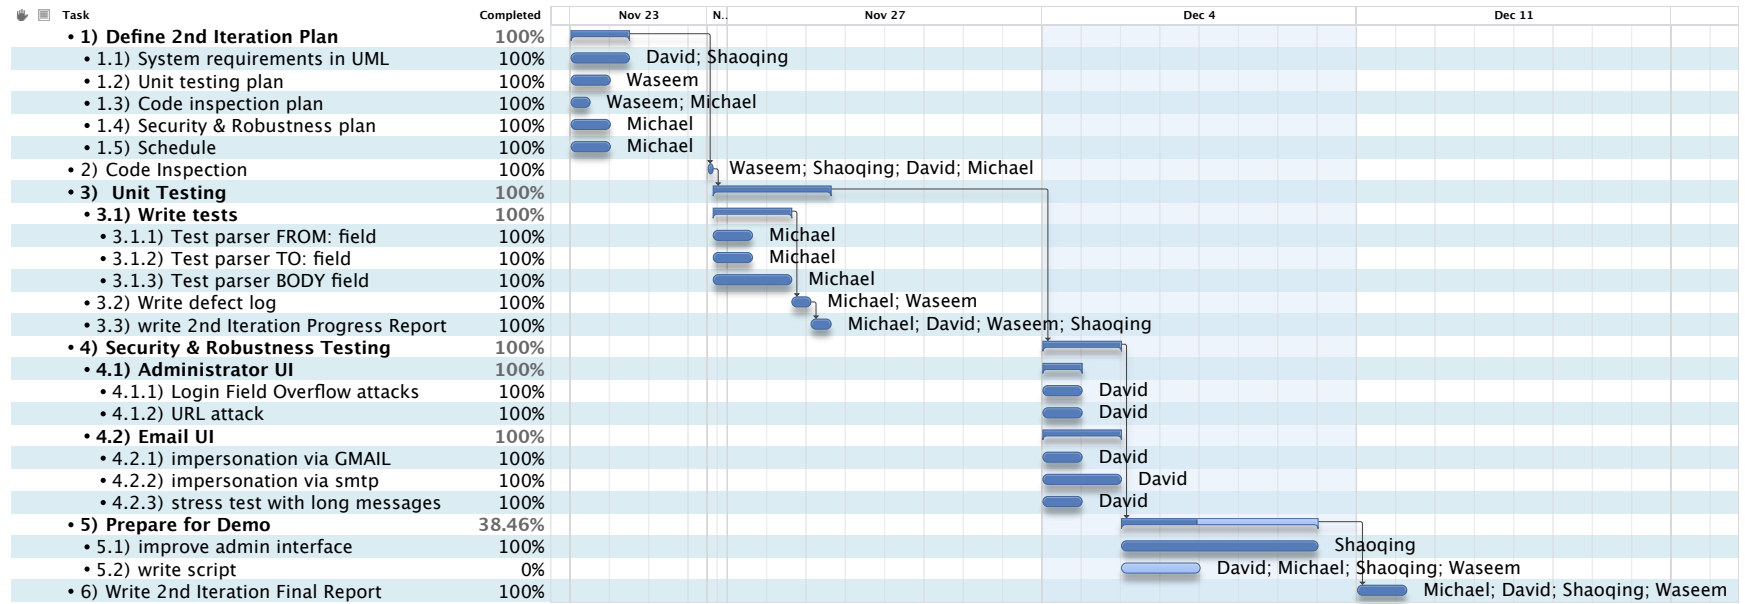 Task Completed Nov 23 N.. Nov 27 Dec 4 Dec 11
• 1) Define 2nd Iteration Plan 100%
• 1.1) System requirements in UML 100% David; Shaoqing
• 1.2) Unit testing plan 100% Waseem
• 1.3) Code inspection plan 100% Waseem; Michael
• 1.4) Security & Robustness plan 100% Michael
• 1.5) Schedule 100% Michael
• 2) Code Inspection 100% Waseem; Shaoqing; David; Michael
• 3) Unit Testing 100%
• 3.1) Write tests 100%
• 3.1.1) Test parser FROM: field 100% Michael
• 3.1.2) Test parser TO: field 100% Michael
• 3.1.3) Test parser BODY field 100% Michael
• 3.2) Write defect log 100% Michael; Waseem
• 3.3) write 2nd Iteration Progress Report 100% Michael; David; Waseem; Shaoqing
• 4) Security & Robustness Testing 100%
• 4.1) Administrator UI 100%
• 4.1.1) Login Field Overflow attacks 100% David
• 4.1.2) URL attack 100% David
• 4.2) Email UI 100%
• 4.2.1) impersonation via GMAIL 100% David
• 4.2.2) impersonation via smtp 100% David
• 4.2.3) stress test with long messages 100% David
• 5) Prepare for Demo 38.46%
• 5.1) improve admin interface 100% Shaoqing
• 5.2) write script 0% David; Michael; Shaoqing; Waseem
• 6) Write 2nd Iteration Final Report 100% Michael; David; Shaoqing; Waseem